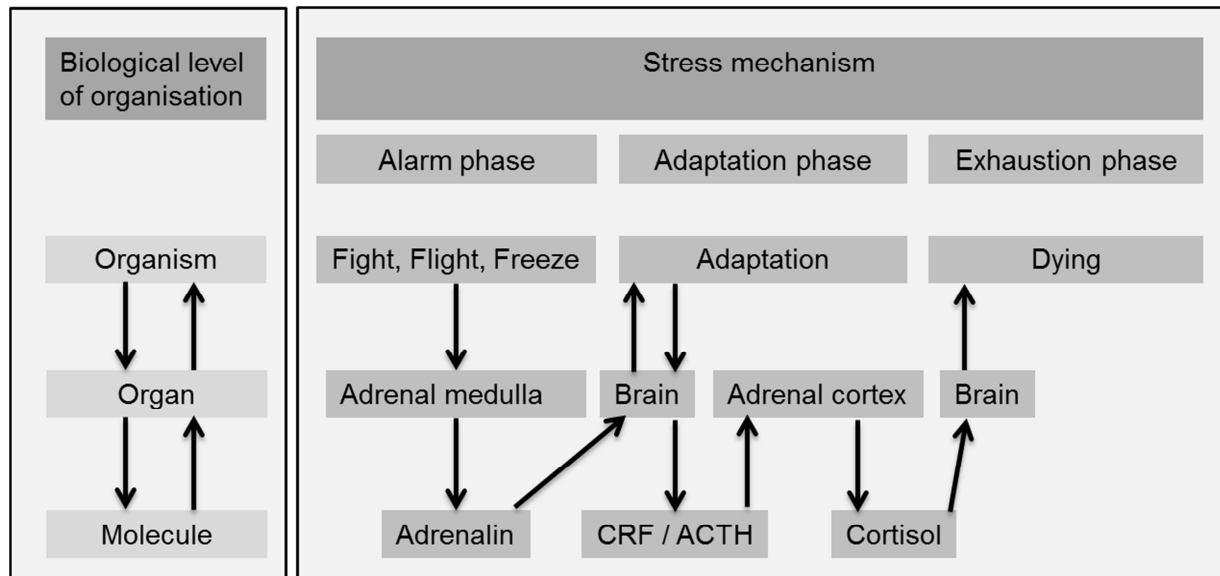 Biological level
of organisation
Stress mechanism
Alarm phase
Adaptation phase
Exhaustion phase
Organism
Fight, Flight, Freeze
Adaptation
Dying
Organ
Adrenal medulla
Brain
Adrenal cortex
Brain
Molecule
Adrenalin
CRF / ACTH
Cortisol